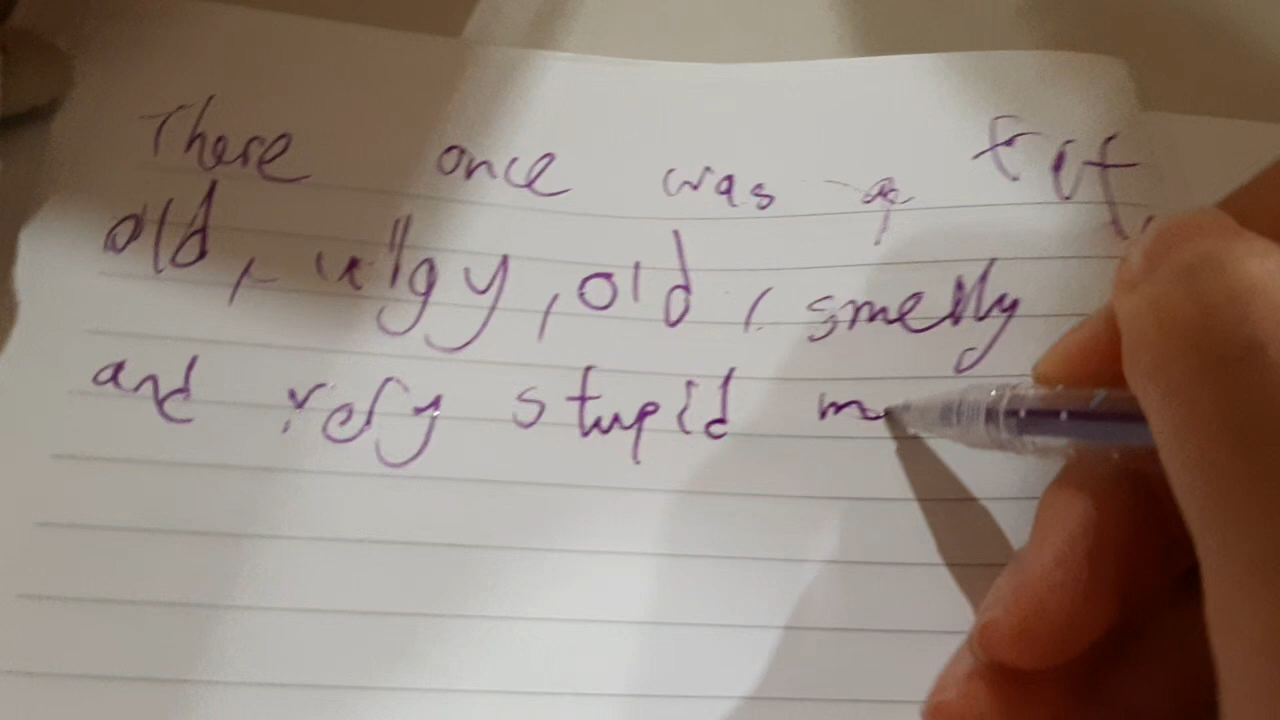 There once was a fat,
old, ugly, old, smelly
and very stupid m